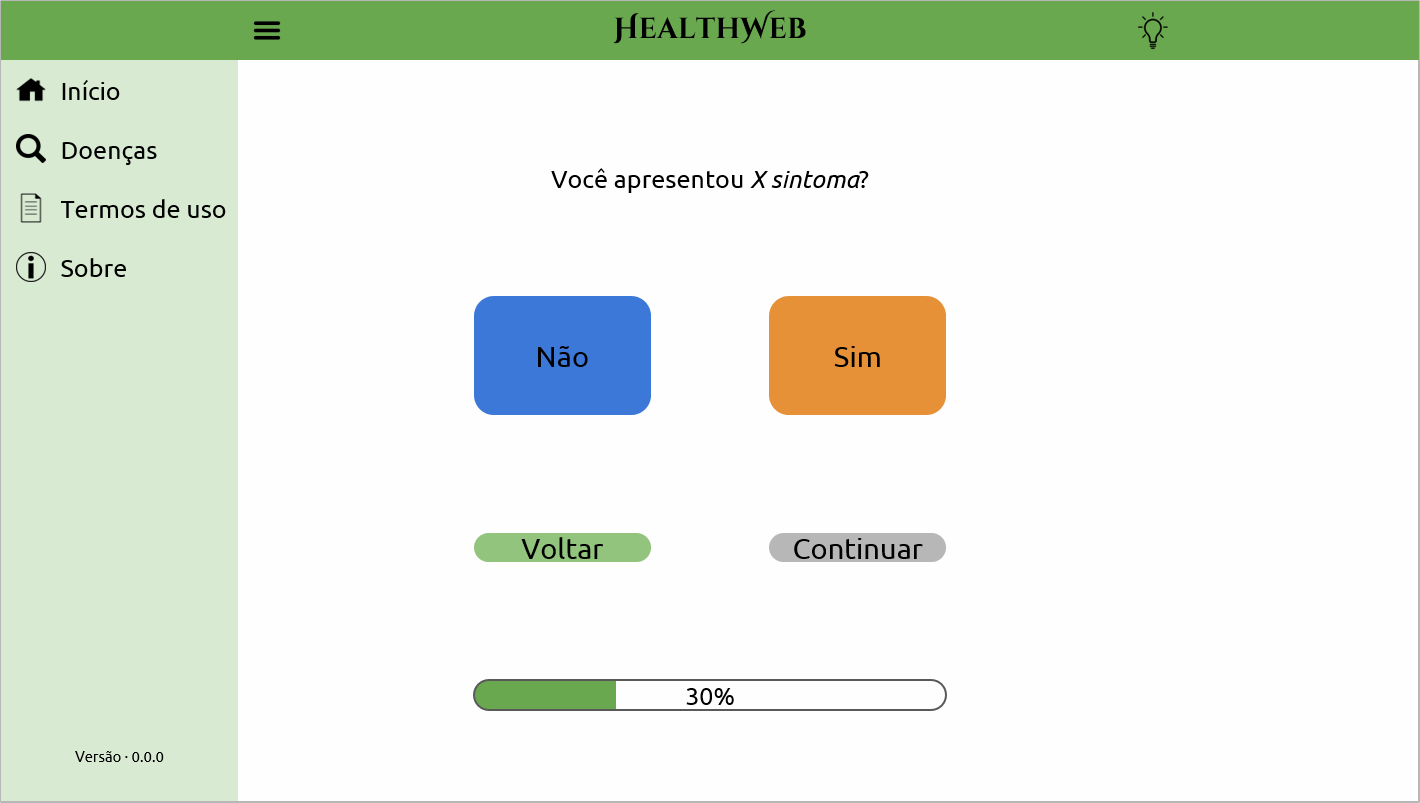 HealthWeb
Início
Doenças
Termos de uso
Sobre
Você apresentou X sintoma?
Não
Sim
Voltar
Continuar
30%
Versão · 0.0.0